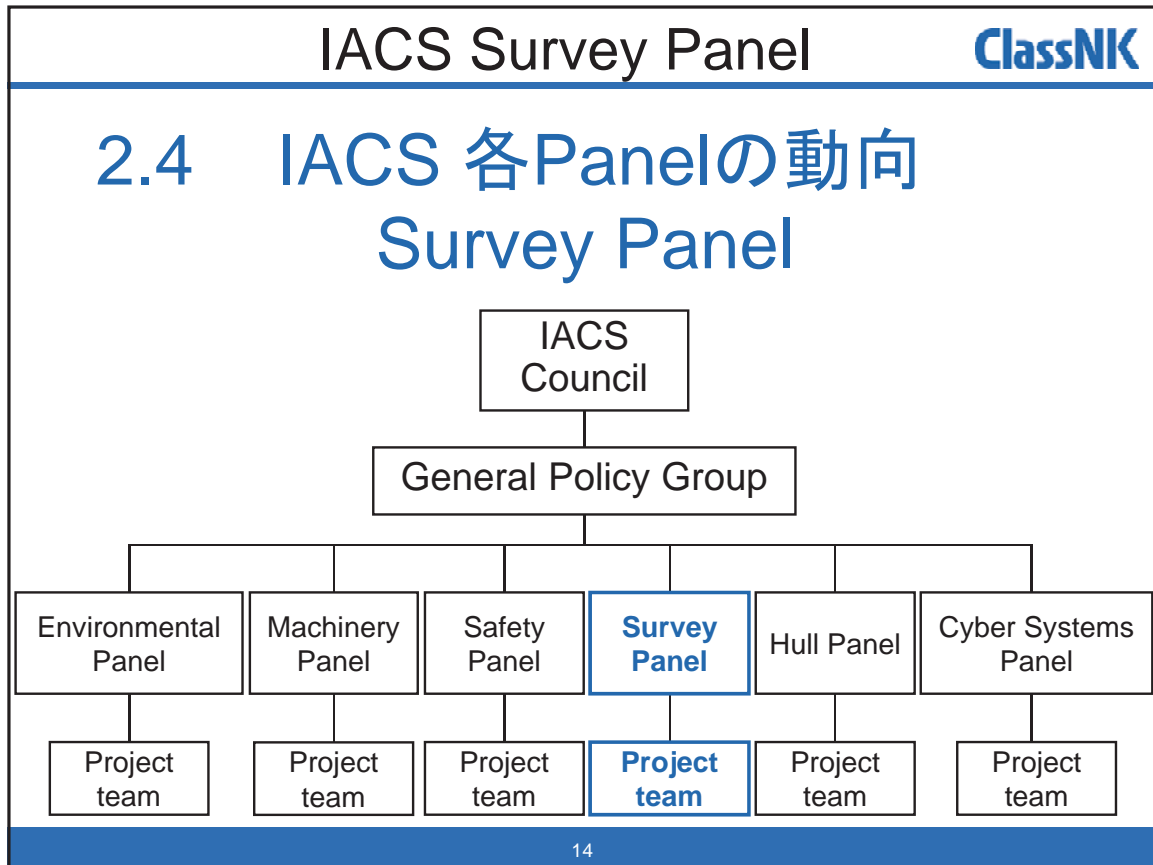 IACS Survey Panel
ClassNK
2.4 IACS 各Panelの動向
Survey Panel
IACS
Council
General Policy Group
Environmental
Panel
Machinery
Panel
Safety
Panel
Survey
Panel
Hull Panel
Cyber Systems
Panel
Project
team
Project
team
Project
team
Project
team
Project
team
Project
team
14